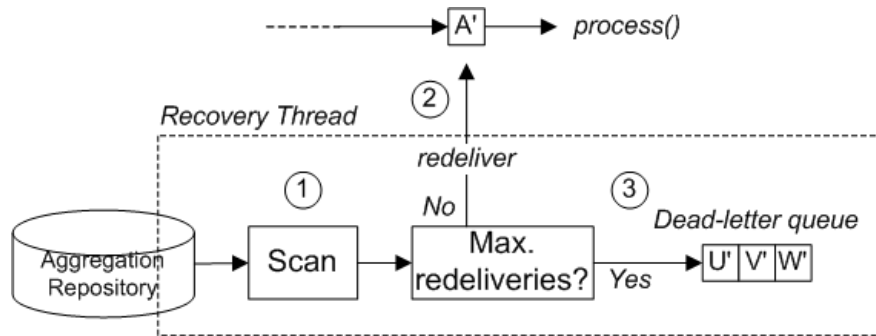 A' process()
2
Recovery Thread
redeliver
1 3
No Dead-letter queue
Aggregation
Repository
Scan
Max.
redeliveries?
Yes
U' V' W'